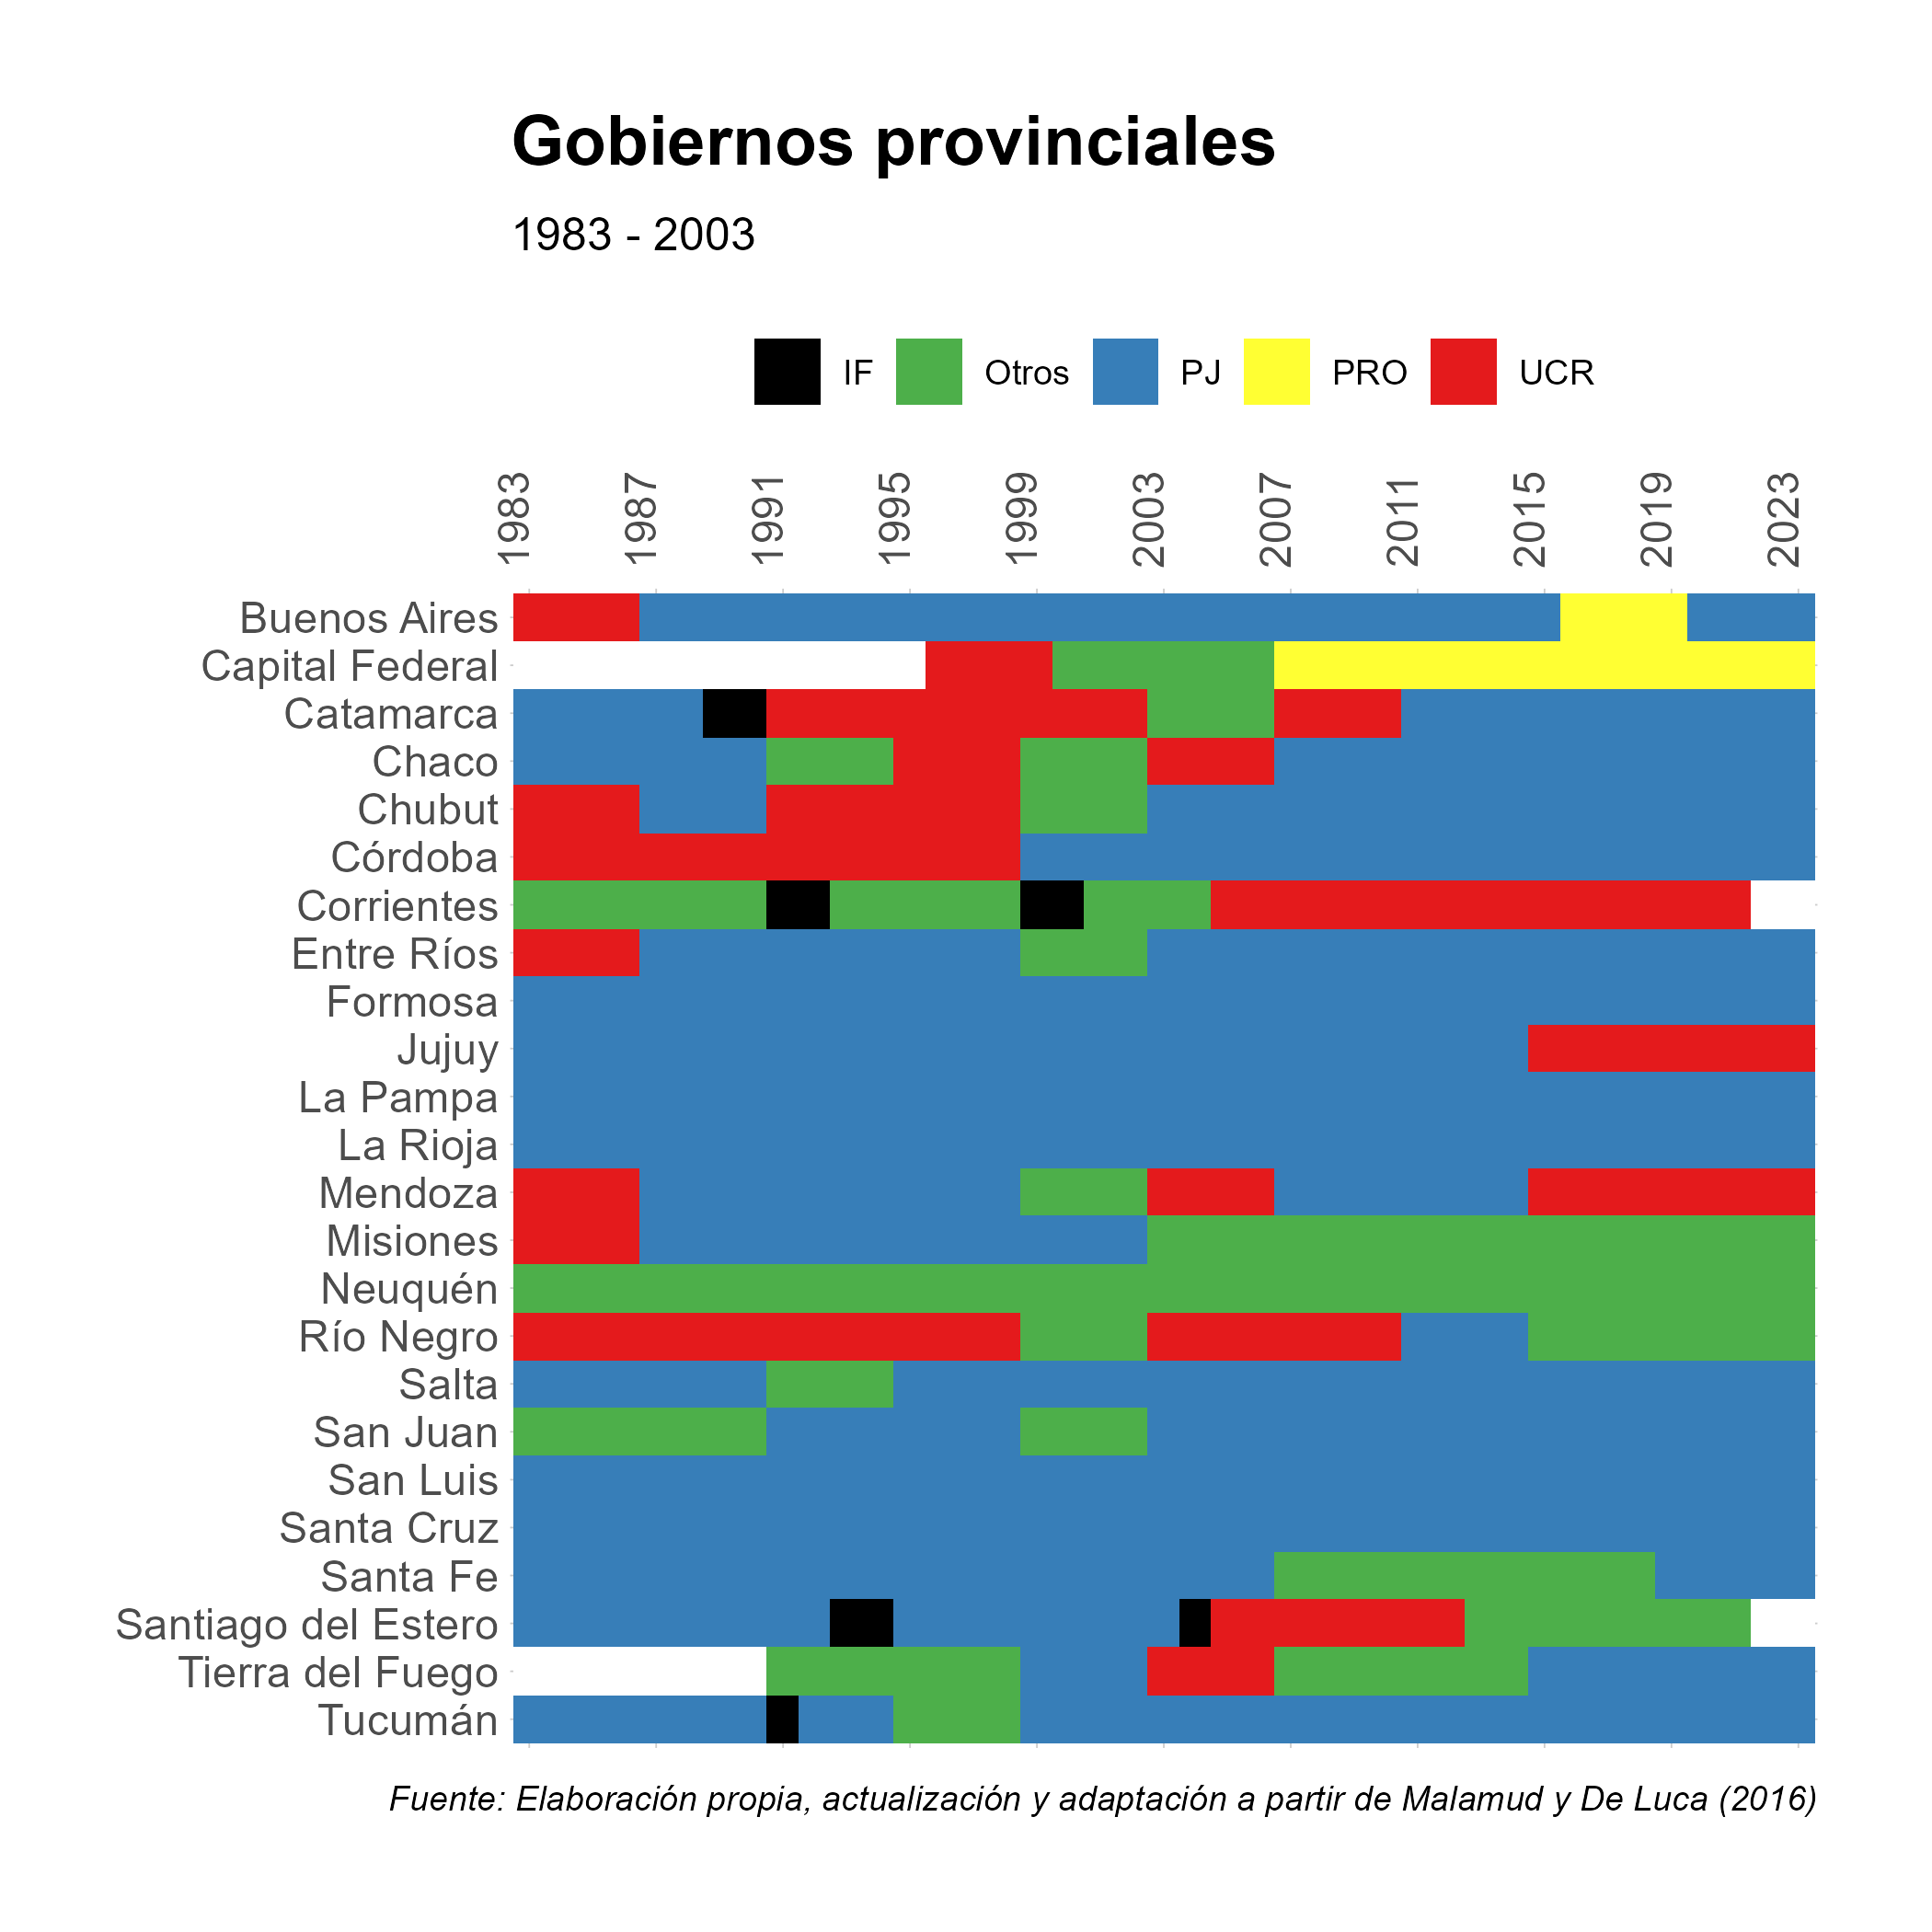 Gobiernos provinciales
1983 - 2003
IF Otros PJ PRO UCR
1983 1987 1991 1995 1999 2003 2007 2011 2015 2019 2023
Buenos Aires
Capital Federal
Catamarca
Chaco
Chubut
Córdoba
Corrientes
Entre Ríos
Formosa
Jujuy
La Pampa
La Rioja
Mendoza
Misiones
Neuquén
Río Negro
Salta
San Juan
San Luis
Santa Cruz
Santa Fe
Santiago del Estero
Tierra del Fuego
Tucumán
Fuente: Elaboración propia, actualización y adaptación a partir de Malamud y De Luca (2016)